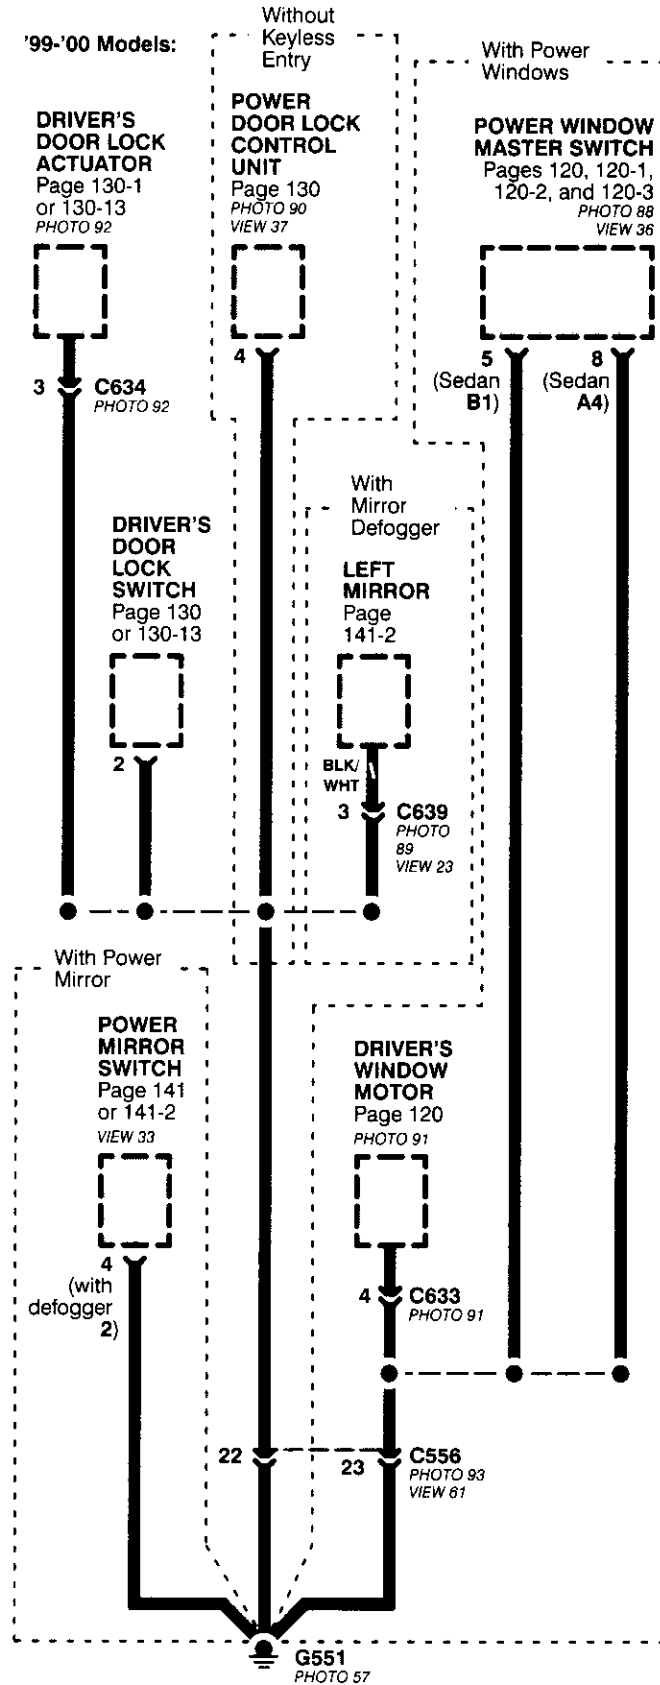 '99-'00 Models:
Without
Keyless
Entry
With Power
Windows
DRIVER'S
DOOR LOCK
ACTUATOR
Page 130-1
or 130-13
PHOTO 92
POWER
DOOR LOCK
CONTROL
UNIT
Page 130
PHOTO 90
VIEW 37
POWER WINDOW
MASTER SWITCH
Pages 120, 120-1,
120-2, and 120-3
PHOTO 88
VIEW 36
3
C634
PHOTO 92
4
5
(Sedan
B1)
8
(Sedan
A4)
DRIVER'S
DOOR
LOCK
SWITCH
Page 130
or 130-13
2
With
Mirror
Defogger
LEFT
MIRROR
Page
141-2
BLK/
WHT
3
C639
PHOTO
89
VIEW 23
With Power
Mirror
POWER
MIRROR
SWITCH
Page 141
or 141-2
VIEW 33
4
(with
defogger
2)
DRIVER'S
WINDOW
MOTOR
Page 120
PHOTO 91
4
C633
PHOTO 91
22
23
C556
PHOTO 93
VIEW 61
G551
PHOTO 57